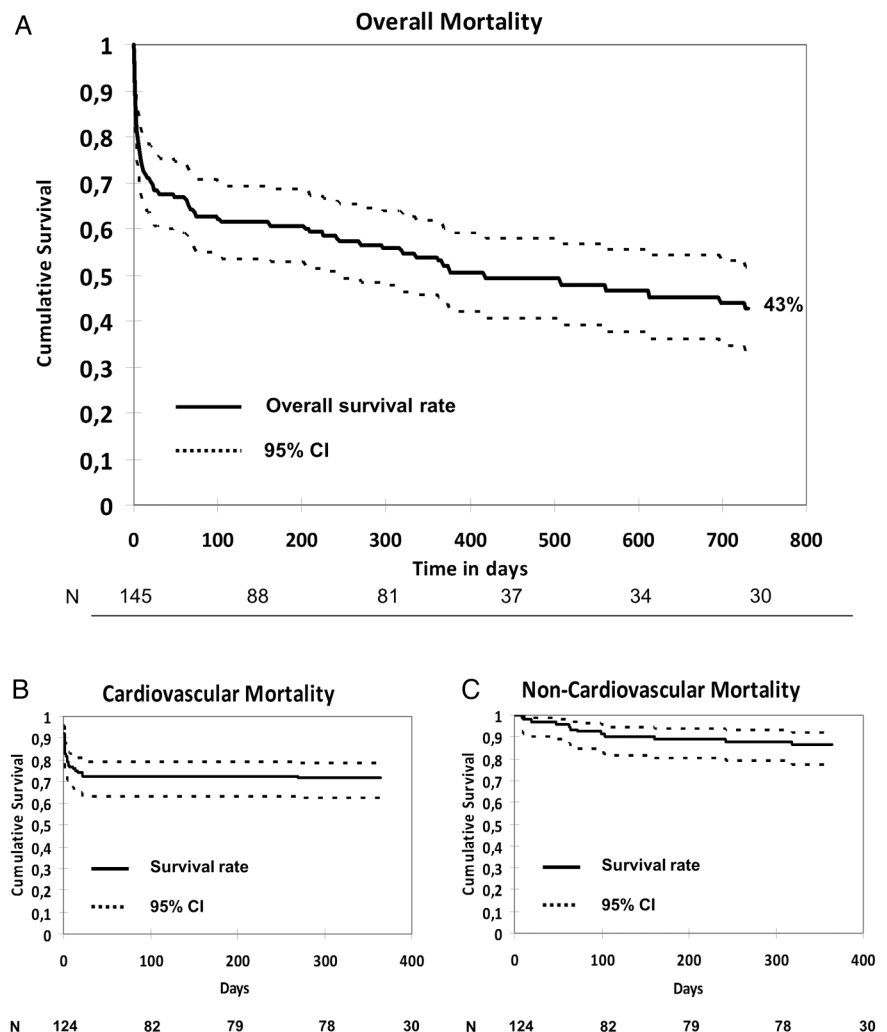 A
Overall Mortality
Cumulative Survival
1
0,9
0,8
0,7
0,6
0,5
0,4
0,3
0,2
0,1
0
43%
Overall survival rate
95% CI
0 100 200 300 400 500 600 700 800
Time in days
N 145 88 81 37 34 30
B
Cardiovascular Mortality
Cumulative Survival
1
0,9
0,8
0,7
0,6
0,5
0,4
0,3
0,2
0,1
0
Survival rate
95% CI
0 100 200 300 400
Days
N 124 82 79 78 30
C
Non-Cardiovascular Mortality
Cumulative Survival
1
0,9
0,8
0,7
0,6
0,5
0,4
0,3
0,2
0,1
0
Survival rate
95% CI
0 100 200 300 400
Days
N 124 82 79 78 30